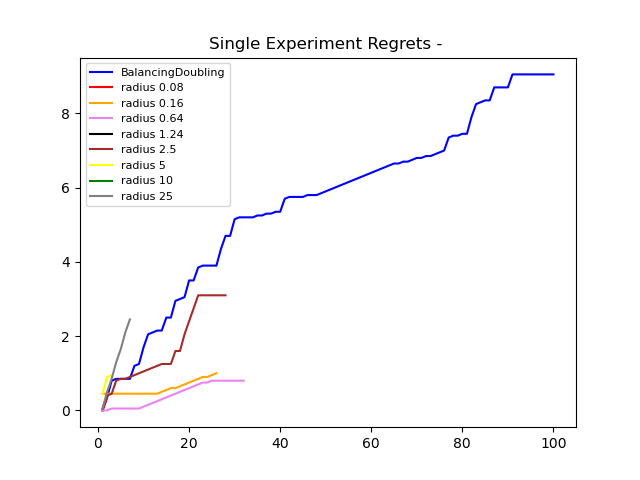 Single Experiment Regrets -
BalancingDoubling
radius 0.08
radius 0.16
radius 0.64
radius 1.24
radius 2.5
radius 5
radius 10
radius 25
8
6
4
2
0
0 20 40 60 80 100